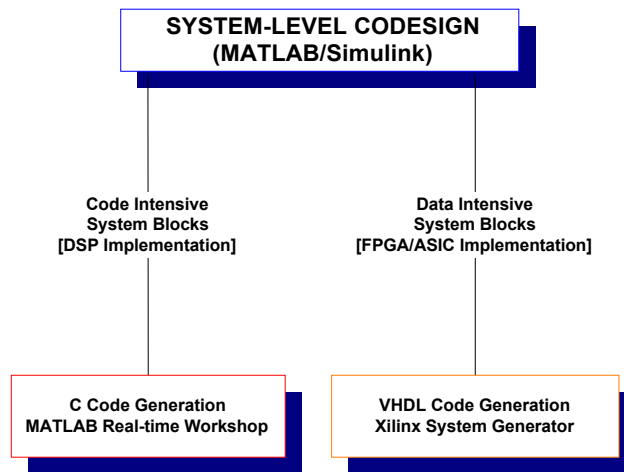 SYSTEM-LEVEL CODESIGN
(MATLAB/Simulink)
Code Intensive
System Blocks
[DSP Implementation]
Data Intensive
System Blocks
[FPGA/ASIC Implementation]
C Code Generation
MATLAB Real-time Workshop
VHDL Code Generation
Xilinx System Generator